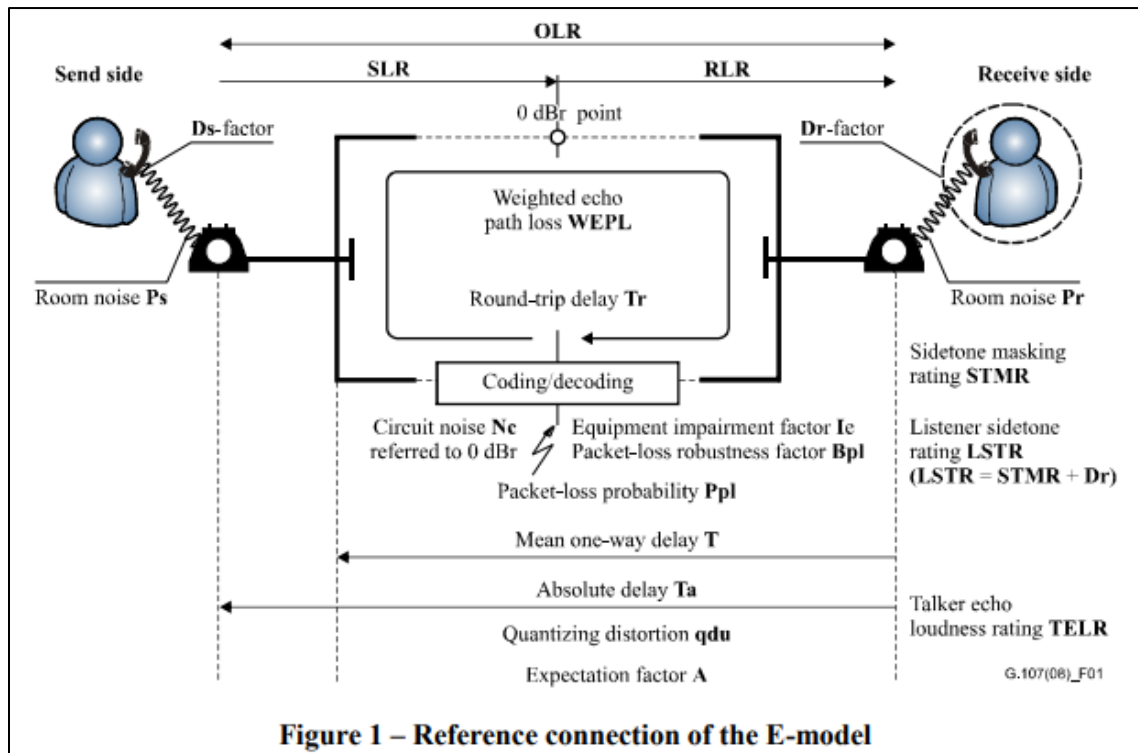 OLR
SLR
RLR
Send side
Receive side
0 dBr point
Ds-factor
Dr-factor
Weighted echo
path loss WEPL
Room noise Ps
Round-trip delay Tr
Room noise Pr
Coding/decoding
Sidetone masking
rating STMR
Circuit noise Nc
referred to 0 dBr
Equipment impairment factor Ie
Packet-loss robustness factor Bpl
Listener sidetone
rating LSTR
(LSTR = STMR + Dr)
Packet-loss probability Ppl
Mean one-way delay T
Absolute delay Ta
Talker echo
loudness rating TELR
Quantizing distortion qdu
Expectation factor A
G.107(08)_F01
Figure 1 – Reference connection of the E-model